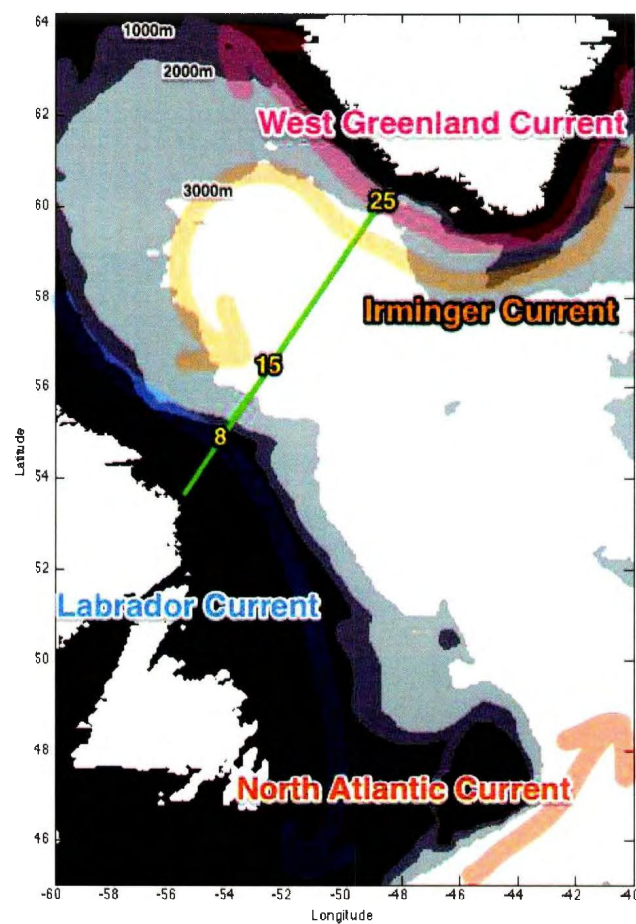 64
1000m
2000m
62
West Greenland Current
3000m
25
60
58
Irminger Current
15
56
8
Latitude
54
52
Labrador Current
50
48
North Atlantic Current
46
-60 -58 -56 -54 -52 -50 -48 -46 -44 -42 -40
Longitude